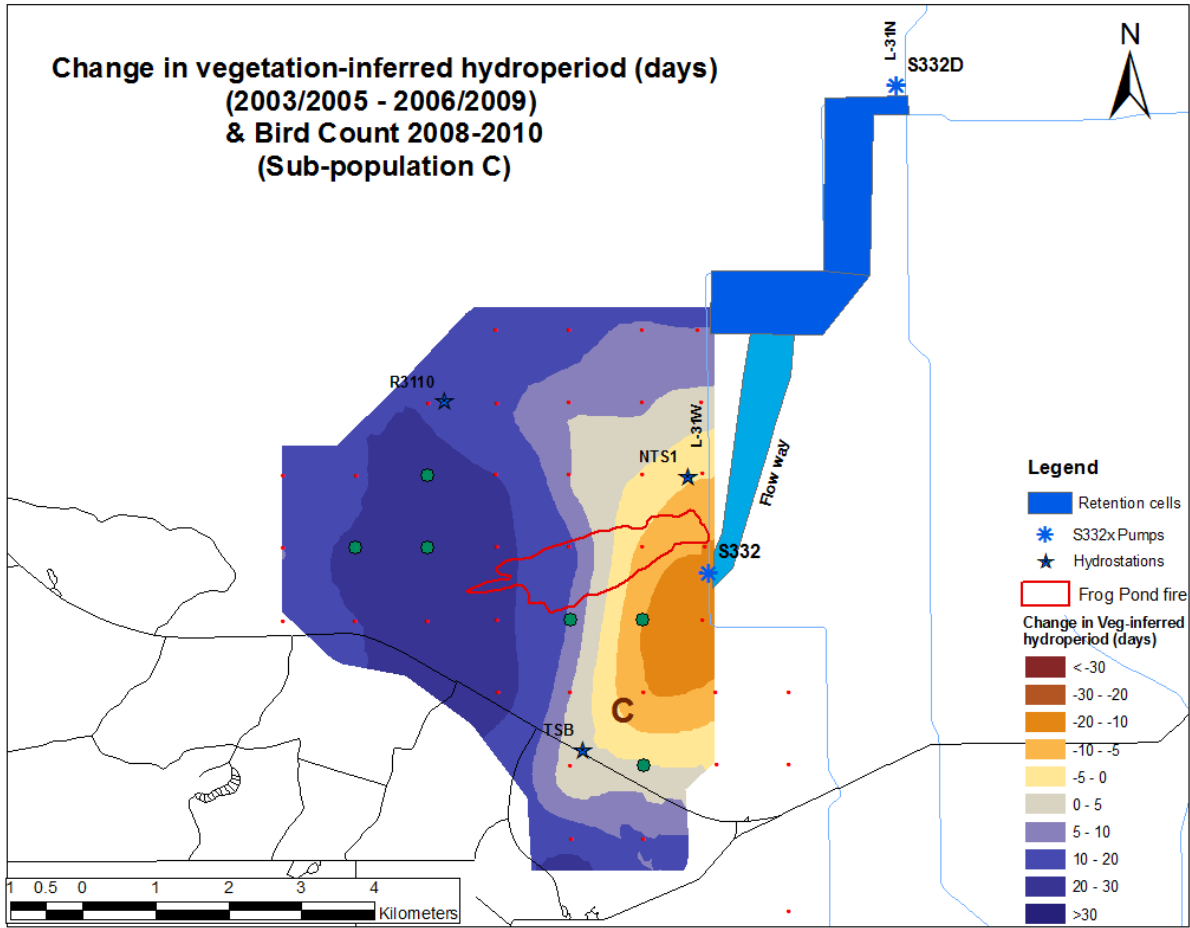 Change in vegetation-inferred hydroperiod (days)
(2003/2005 - 2006/2009)
& Bird Count 2008-2010
(Sub-population C)
L-31N
S332D
N
R3110
L-31W
NTS1
Flow way
S332
C
TSB
Legend
Retention cells
S332x Pumps
Hydrostations
Frog Pond fire
Change in Veg-inferred
hydroperiod (days)
< -30
-30 - -20
-20 - -10
-10 - -5
-5 - 0
0 - 5
5 - 10
10 - 20
20 - 30
>30
1 0.5 0 1 2 3 4
Kilometers